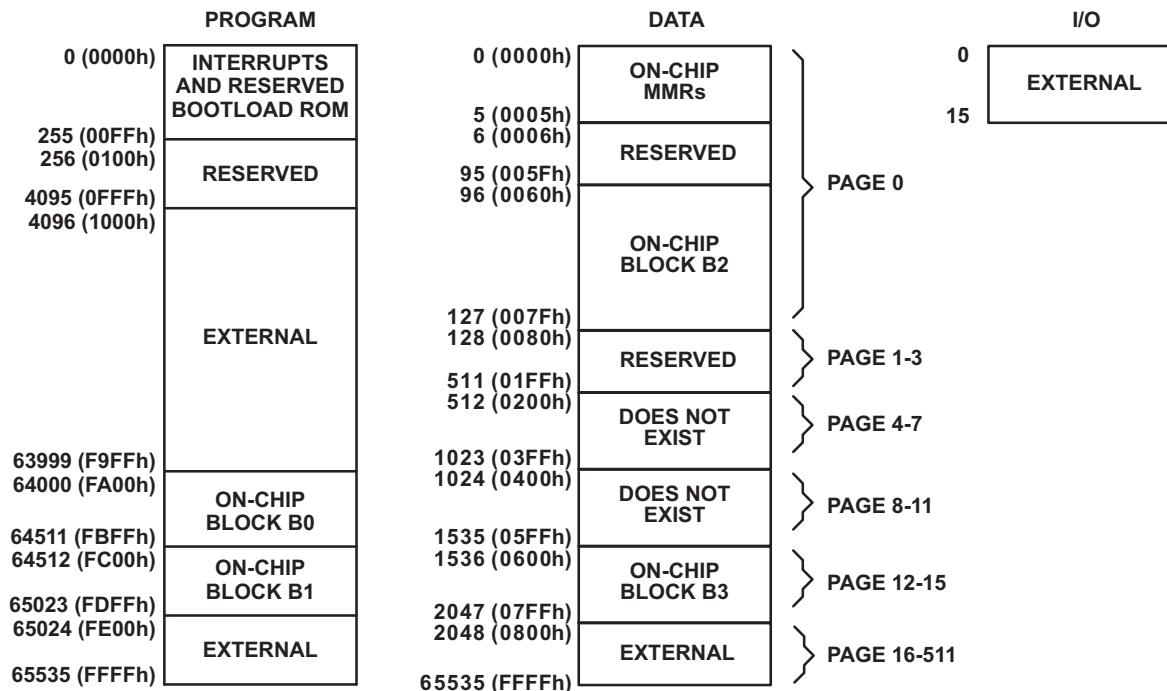 PROGRAM
0 (0000h)
INTERRUPTS
AND RESERVED
BOOTLOAD ROM
255 (00FFh)
256 (0100h)
RESERVED
4095 (0FFFh)
4096 (1000h)
EXTERNAL
63999 (F9FFh)
64000 (FA00h)
ON-CHIP
BLOCK B0
64511 (FBFFh)
64512 (FC00h)
ON-CHIP
BLOCK B1
65023 (FDFFh)
65024 (FE00h)
EXTERNAL
65535 (FFFFh)
DATA
0 (0000h)
ON-CHIP
MMRs
5 (0005h)
6 (0006h)
RESERVED
95 (005Fh)
96 (0060h)
ON-CHIP
BLOCK B2
127 (007Fh)
PAGE 0
128 (0080h)
RESERVED
511 (01FFh)
PAGE 1-3
512 (0200h)
DOES NOT
EXIST
1023 (03FFh)
PAGE 4-7
1024 (0400h)
DOES NOT
EXIST
1535 (05FFh)
PAGE 8-11
1536 (0600h)
ON-CHIP
BLOCK B3
2047 (07FFh)
PAGE 12-15
2048 (0800h)
EXTERNAL
65535 (FFFFh)
PAGE 16-511
I/O
0
EXTERNAL
15